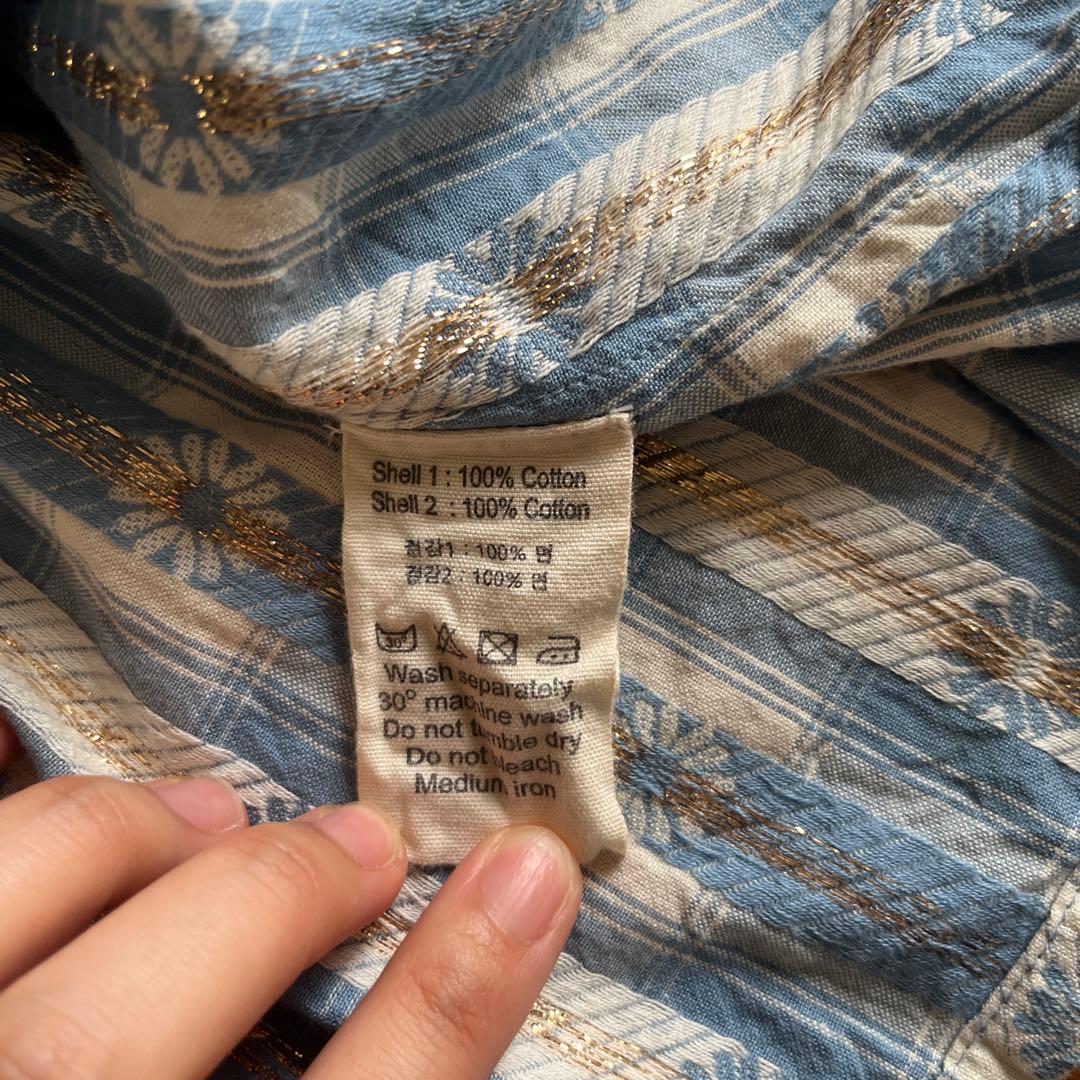 Shell 1 : 100% Cotton
Shell 2 : 100% Cotton
겉감1 : 100% 면
겉감2 : 100% 면
30°
Wash separately
30° machine wash
Do not tumble dry
Do not bleach
Medium iron